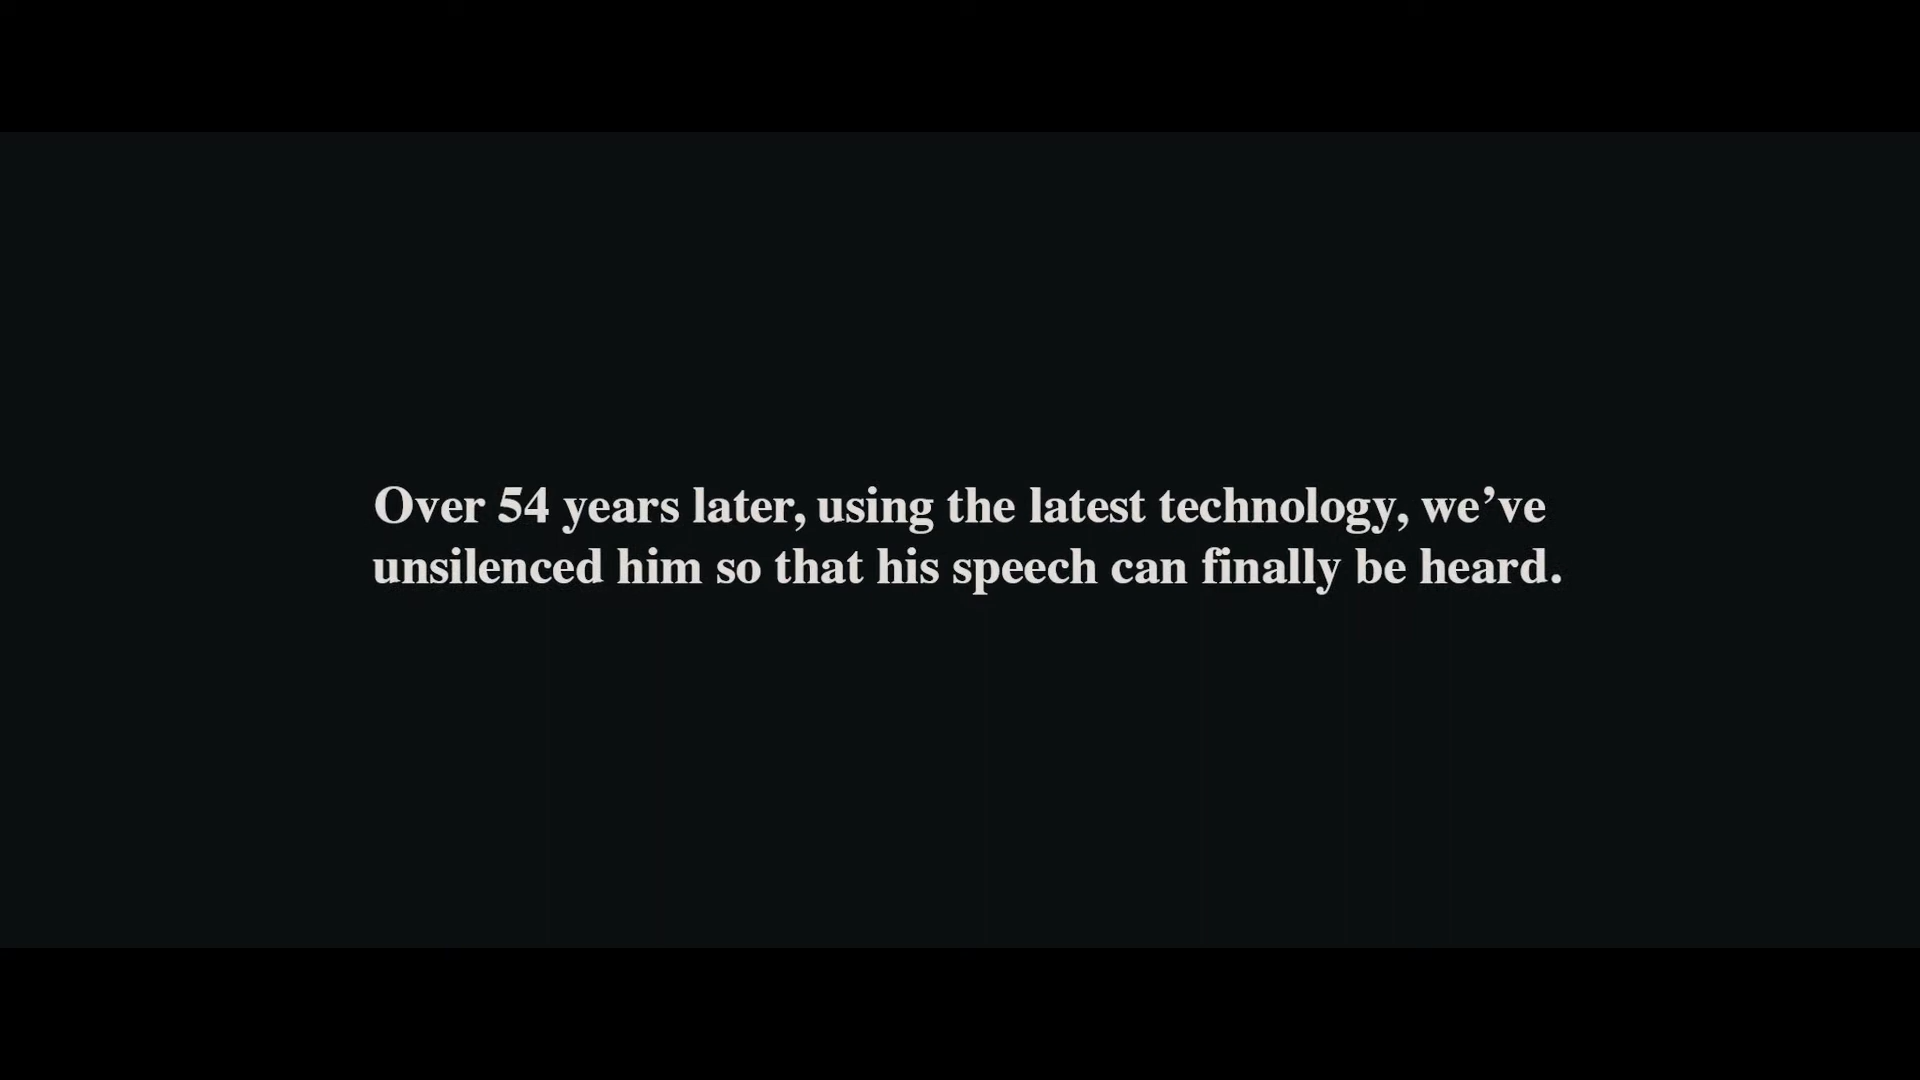 Over 54 years later, using the latest technology, we’ve
unsilenced him so that his speech can finally be heard.